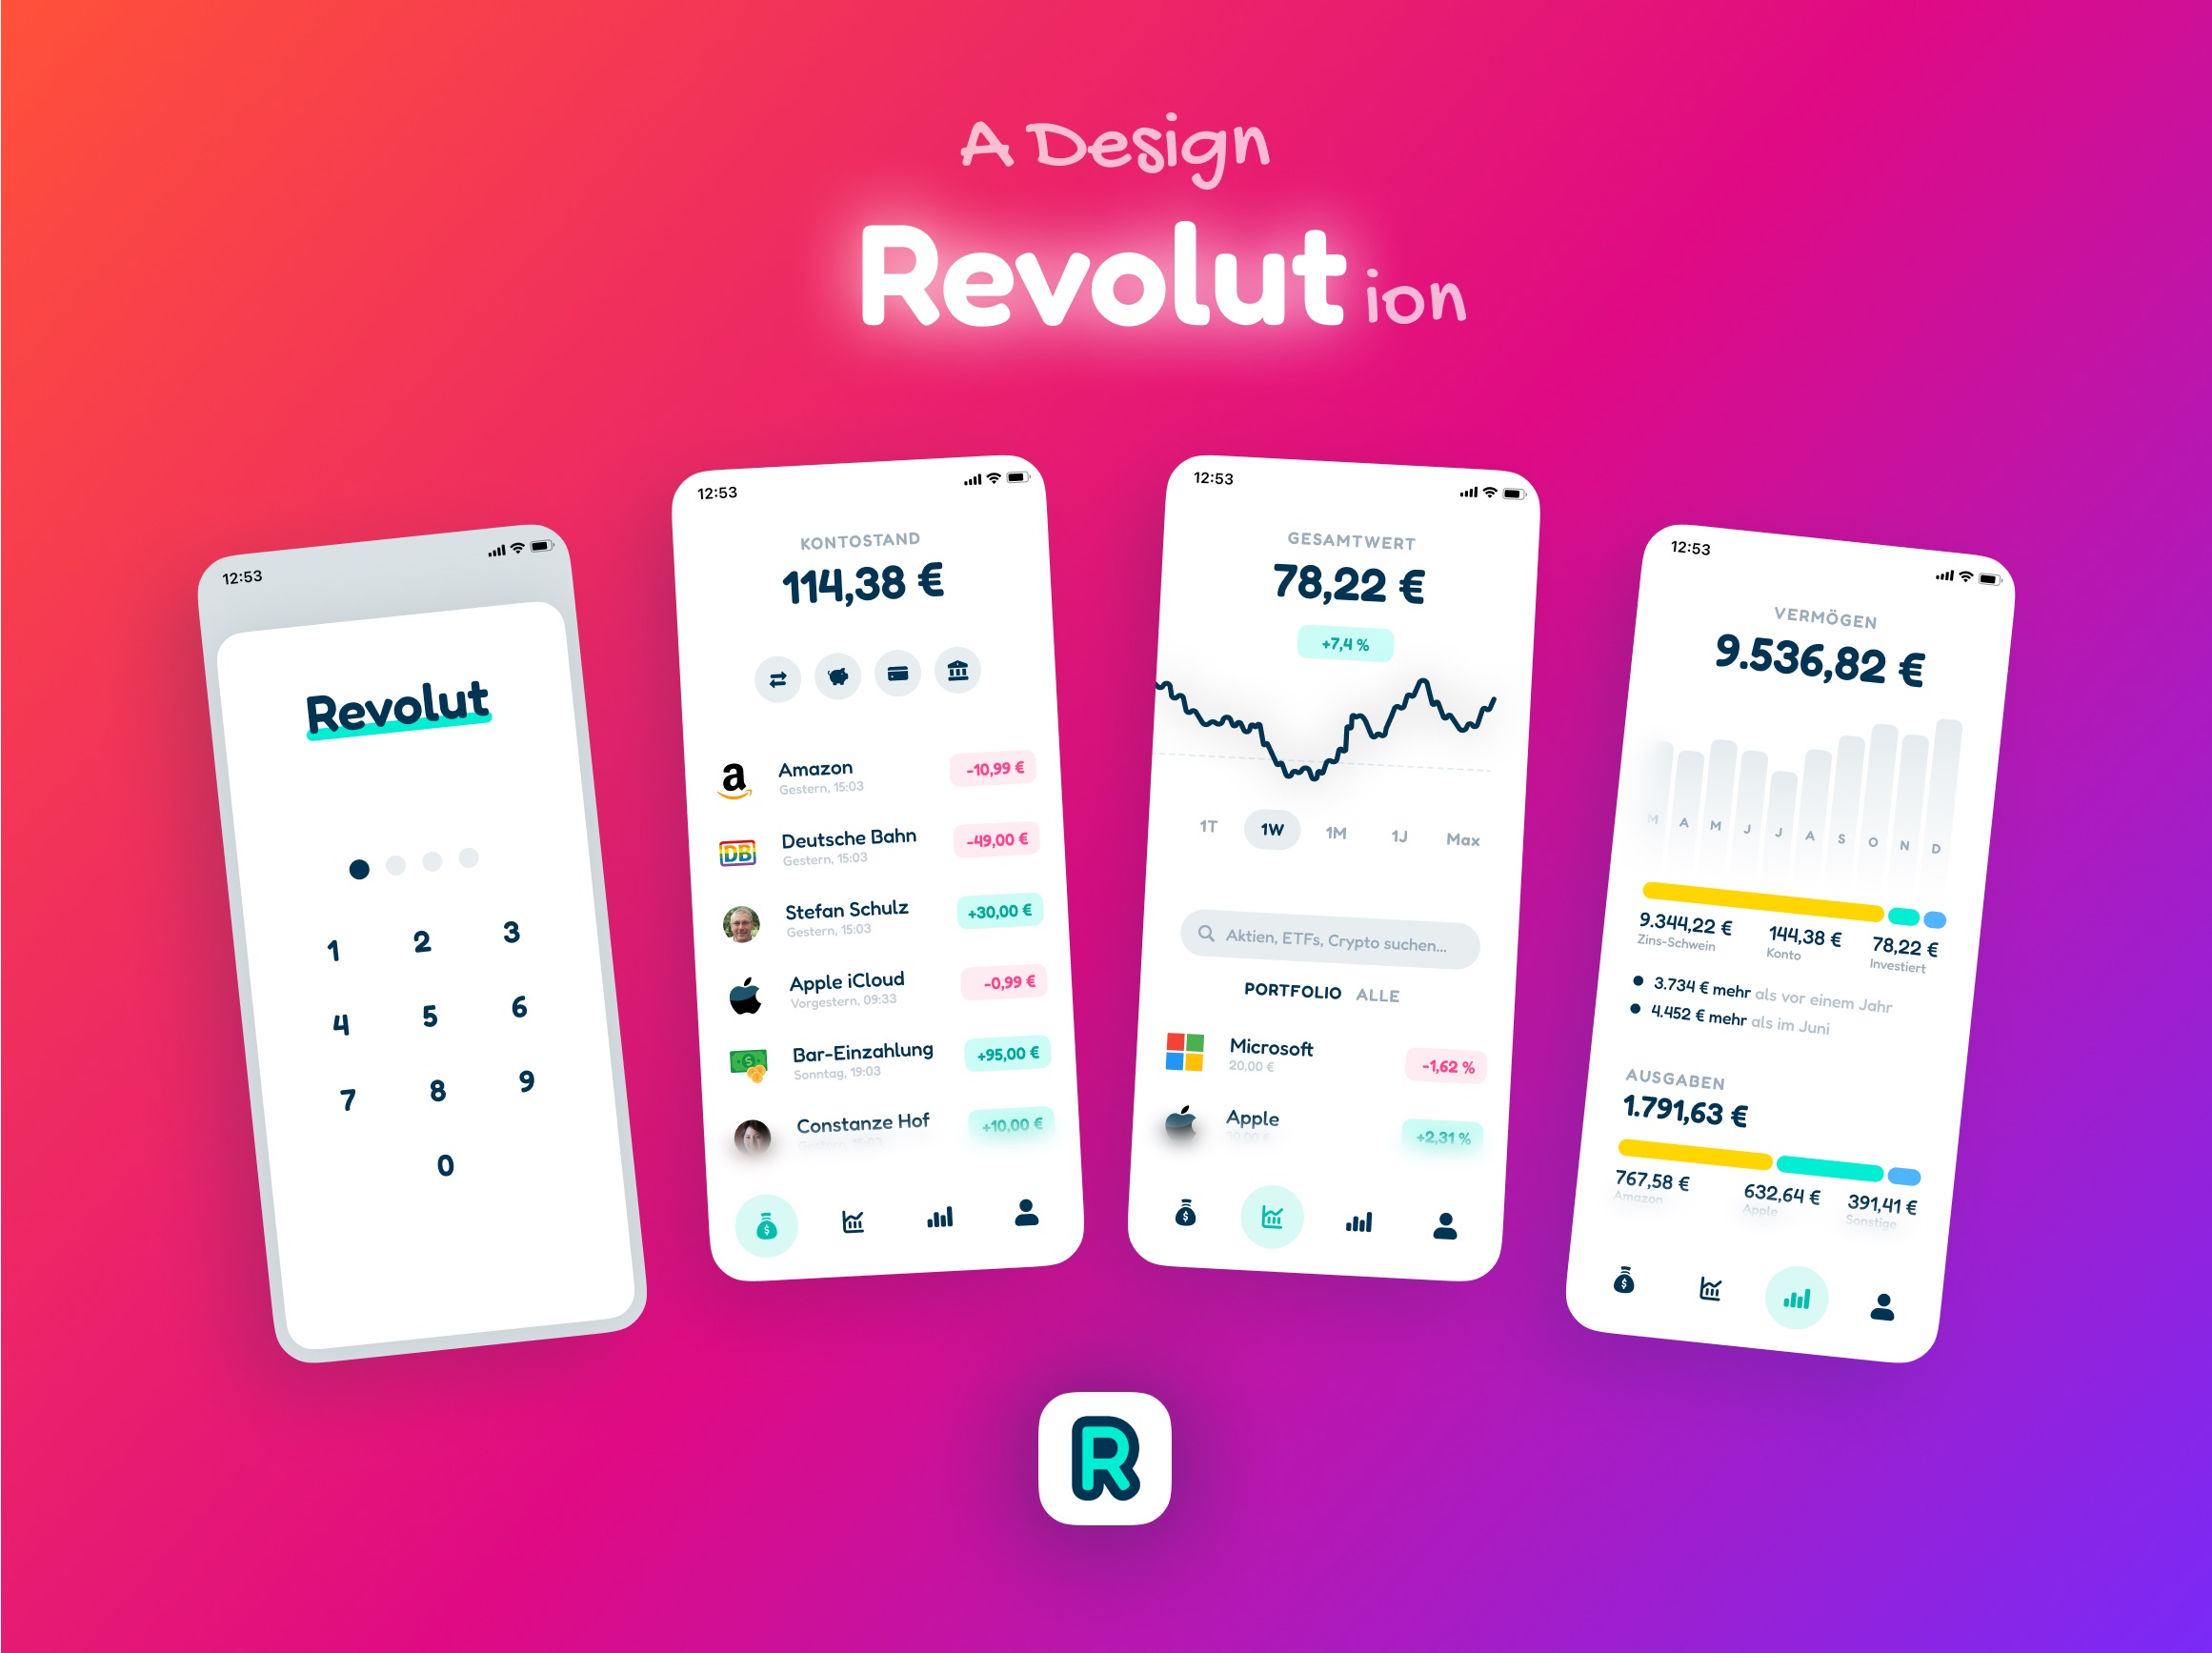 A Design
Revolution
12:53
Revolut
1 2 3
4 5 6
7 8 9
0
12:53
KONTOSTAND
114,38 €
a Amazon -10,99 €
Gestern, 15:03
DB Deutsche Bahn -49,00 €
Gestern, 15:03
Stefan Schulz +30,00 €
Gestern, 15:03
Apple iCloud -0,99 €
Vorgestern, 09:33
Bar-Einzahlung +95,00 €
Sonntag, 19:03
Constanze Hof +10,00 €
Gestern, 15:03
12:53
GESAMTWERT
78,22 €
+7,4 %
1T 1W 1M 1J Max
Aktien, ETFs, Crypto suchen...
PORTFOLIO ALLE
Microsoft -1,62 %
20,00 €
Apple +2,31 %
12:53
VERMÖGEN
9.536,82 €
M A M J J A S O N D
9.344,22 € 144,38 € 78,22 €
Zins-Schwein Konto Investiert
3.734 € mehr als vor einem Jahr
4.452 € mehr als im Juni
AUSGABEN
1.791,63 €
767,58 € 632,64 € 391,41 €
Amazon Apple Sonstige
R